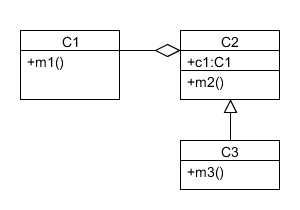 C1
+m1()
C2
+c1:C1
+m2()
C3
+m3()